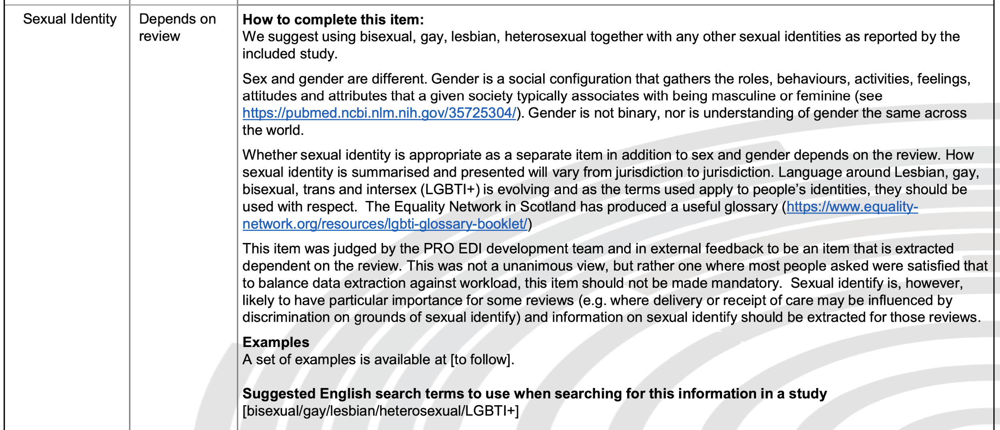 Sexual Identity
Depends on
review
How to complete this item:
We suggest using bisexual, gay, lesbian, heterosexual together with any other sexual identities as reported by the
included study.
Sex and gender are different. Gender is a social configuration that gathers the roles, behaviours, activities, feelings,
attitudes and attributes that a given society typically associates with being masculine or feminine (see
https://pubmed.ncbi.nlm.nih.gov/35725304/). Gender is not binary, nor is understanding of gender the same across
the world.
Whether sexual identity is appropriate as a separate item in addition to sex and gender depends on the review. How
sexual identity is summarised and presented will vary from jurisdiction to jurisdiction. Language around Lesbian, gay,
bisexual, trans and intersex (LGBTI+) is evolving and as the terms used apply to people’s identities, they should be
used with respect.  The Equality Network in Scotland has produced a useful glossary (https://www.equality-
network.org/resources/lgbti-glossary-booklet/)
This item was judged by the PRO EDI development team and in external feedback to be an item that is extracted
dependent on the review. This was not a unanimous view, but rather one where most people asked were satisfied that
to balance data extraction against workload, this item should not be made mandatory.  Sexual identify is, however,
likely to have particular importance for some reviews (e.g. where delivery or receipt of care may be influenced by
discrimination on grounds of sexual identify) and information on sexual identify should be extracted for those reviews.
Examples
A set of examples is available at [to follow].
Suggested English search terms to use when searching for this information in a study
[bisexual/gay/lesbian/heterosexual/LGBTI+]